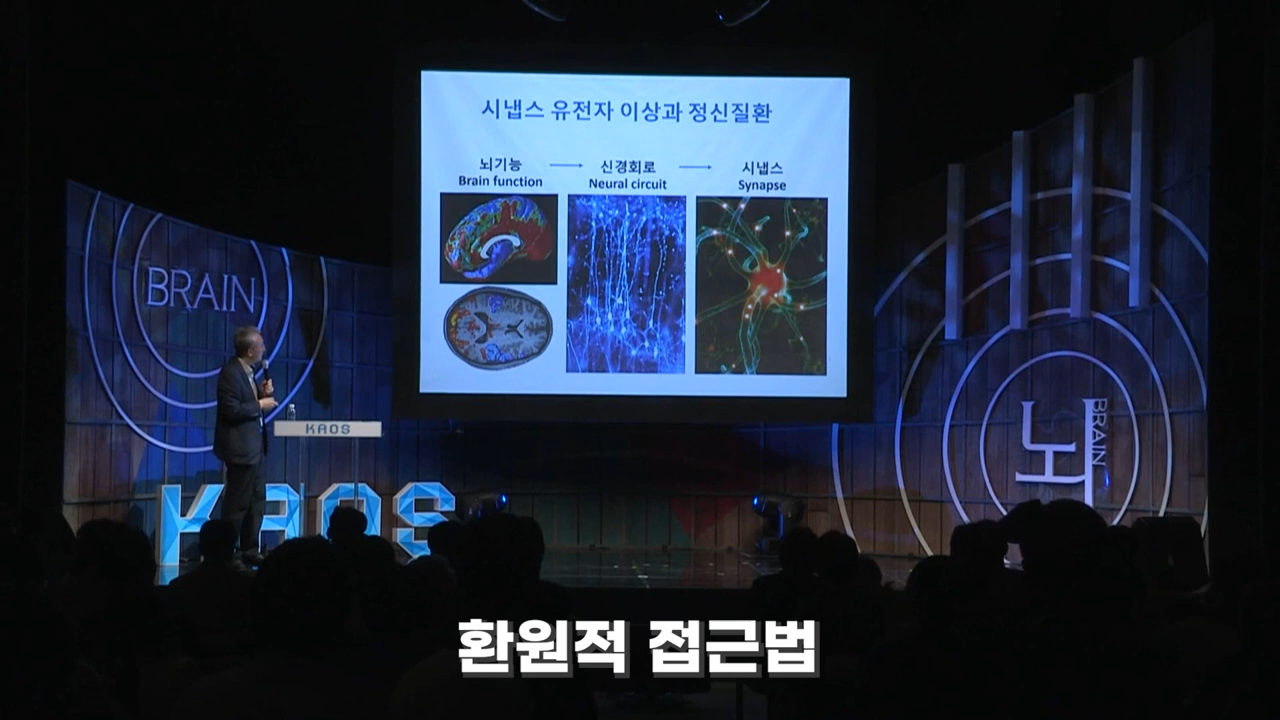 시냅스 유전자 이상과 정신질환
뇌기능 → 신경회로 → 시냅스
Brain function Neural circuit Synapse
BRAIN
KAOS
뇌
BRAIN
KAOS
환원적 접근법